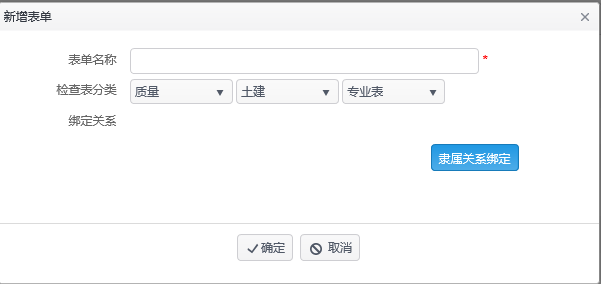 新增表单
表单名称 *
检查表分类 质量 土建 专业表
绑定关系
隶属关系绑定
确定 取消